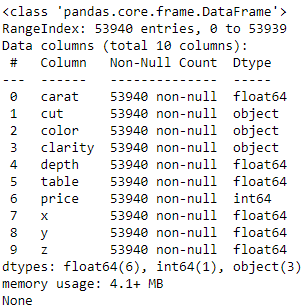 <class 'pandas.core.frame.DataFrame'>
RangeIndex: 53940 entries, 0 to 53939
Data columns (total 10 columns):
 #   Column   Non-Null Count  Dtype
---  ------   --------------  -----
 0   carat    53940 non-null  float64
 1   cut      53940 non-null  object
 2   color    53940 non-null  object
 3   clarity  53940 non-null  object
 4   depth    53940 non-null  float64
 5   table    53940 non-null  float64
 6   price    53940 non-null  int64
 7   x        53940 non-null  float64
 8   y        53940 non-null  float64
 9   z        53940 non-null  float64
dtypes: float64(6), int64(1), object(3)
memory usage: 4.1+ MB
None